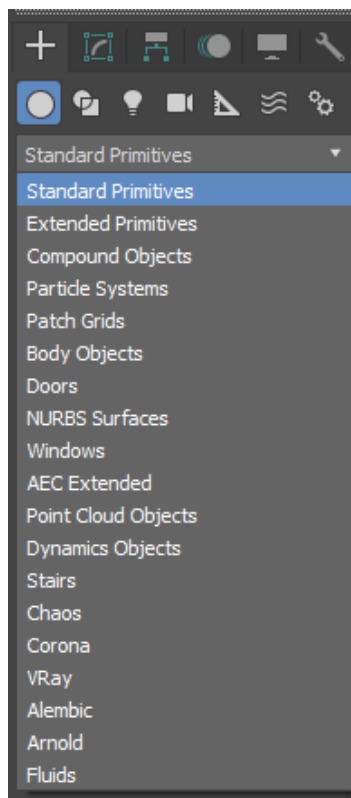 Standard Primitives
Standard Primitives
Extended Primitives
Compound Objects
Particle Systems
Patch Grids
Body Objects
Doors
NURBS Surfaces
Windows
AEC Extended
Point Cloud Objects
Dynamics Objects
Stairs
Chaos
Corona
VRay
Alembic
Arnold
Fluids